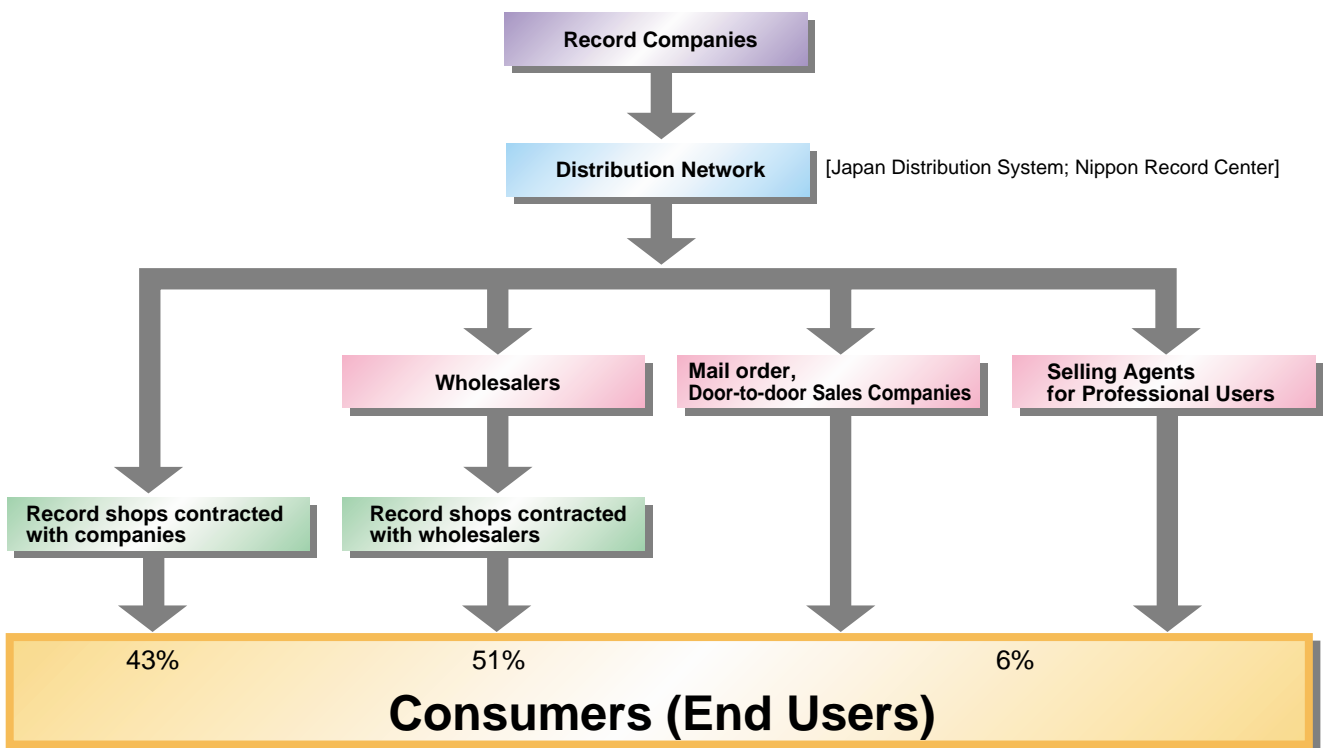 Record Companies
Distribution Network
[Japan Distribution System; Nippon Record Center]
Wholesalers
Mail order,
Door-to-door Sales Companies
Selling Agents
for Professional Users
Record shops contracted
with companies
Record shops contracted
with wholesalers
43%
51%
6%
Consumers (End Users)